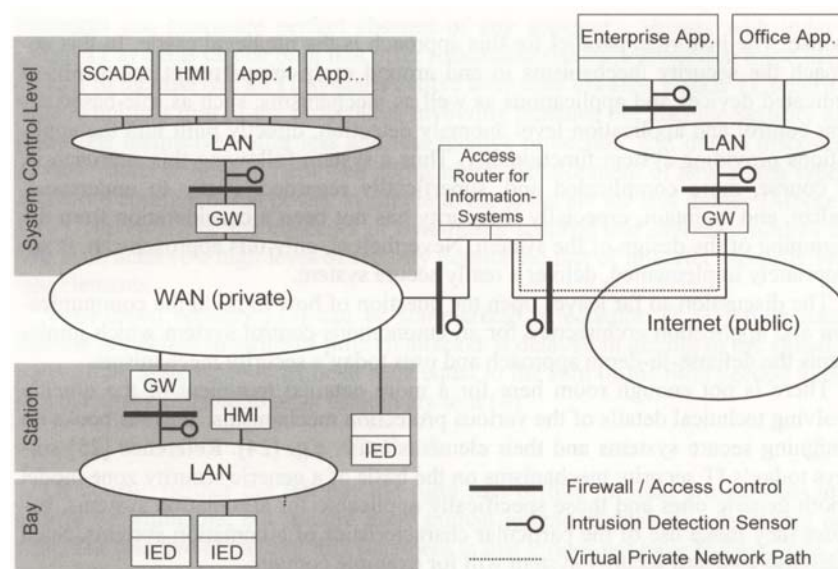 Enterprise App.
Office App.
SCADA
HMI
App. 1
App...
LAN
GW
System Control Level
Access
Router for
Information-
Systems
LAN
GW
WAN (private)
Internet (public)
GW
HMI
LAN
IED
IED
IED
Station
Bay
Firewall / Access Control
Intrusion Detection Sensor
Virtual Private Network Path